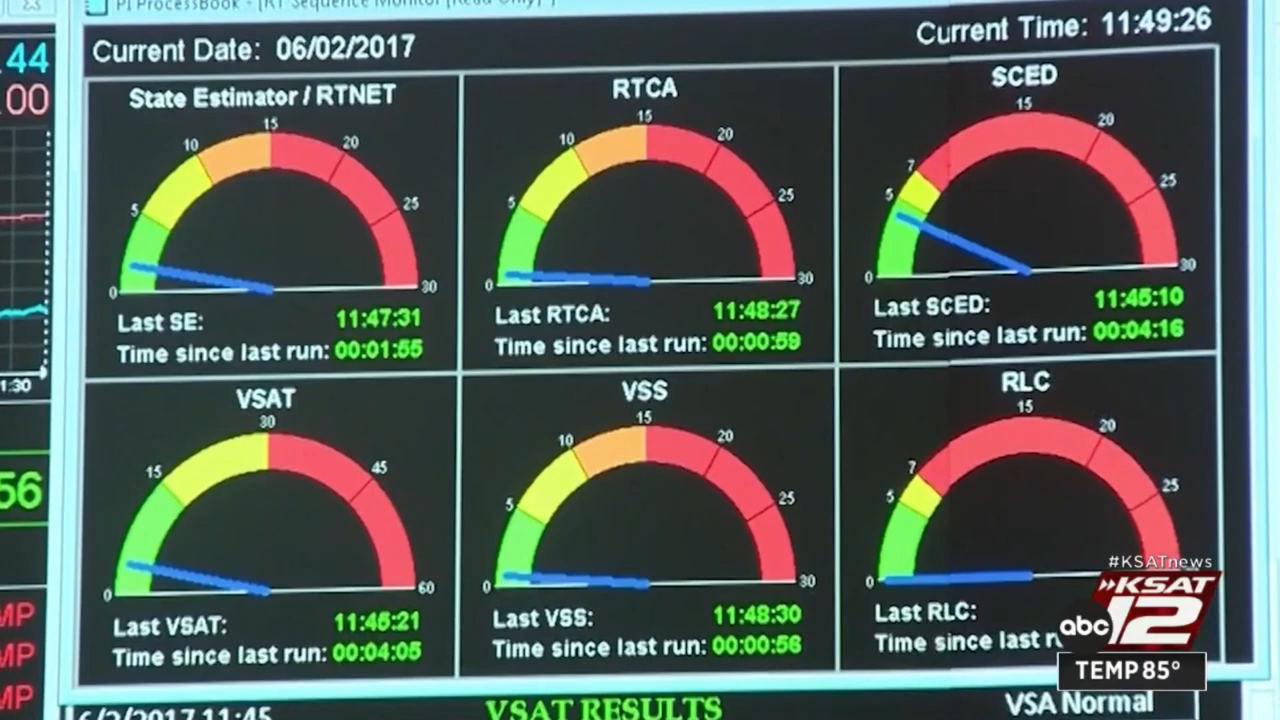 PI ProcessBook - [RT Sequence Monitor (Read Only)*]
.44
.00
1:30
56
MP
MP
MP
Current Date: 06/02/2017
Current Time: 11:49:26
State Estimator / RTNET
0 5 10 15 20 25 30
Last SE: 11:47:31
Time since last run: 00:01:55
RTCA
0 5 10 15 20 25 30
Last RTCA: 11:48:27
Time since last run: 00:00:59
SCED
0 5 7 15 20 25 30
Last SCED: 11:45:10
Time since last run: 00:04:16
VSAT
0 15 30 45 60
Last VSAT: 11:45:21
Time since last run: 00:04:05
VSS
0 5 10 15 20 25 30
Last VSS: 11:48:30
Time since last run: 00:00:56
RLC
0 5 7 15 20 25
Last RLC:
Time since last r
6/2/2017 11:45
VSAT RESULTS
VSA Normal
#KSATnews
KSAT
abc 12
TEMP 85°